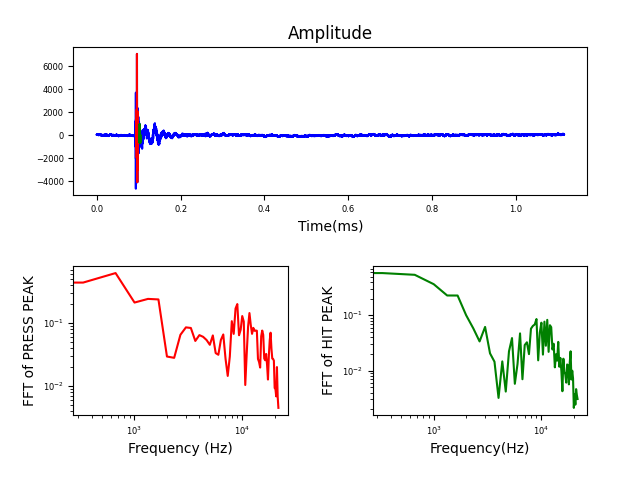 Amplitude
6000
4000
2000
0
−2000
−4000
0.0 0.2 0.4 0.6 0.8 1.0
Time(ms)
FFT of PRESS PEAK
10⁻¹
10⁻²
10³ 10⁴
Frequency (Hz)
FFT of HIT PEAK
10⁻¹
10⁻²
10³ 10⁴
Frequency(Hz)